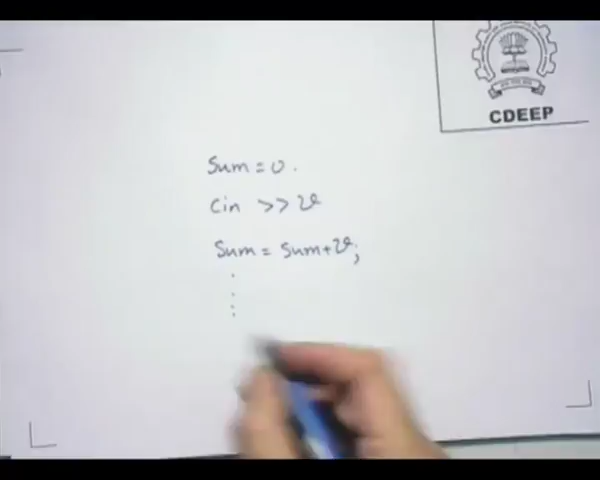 CDEEP
Sum = 0.
Cin >> v
Sum = Sum+v;